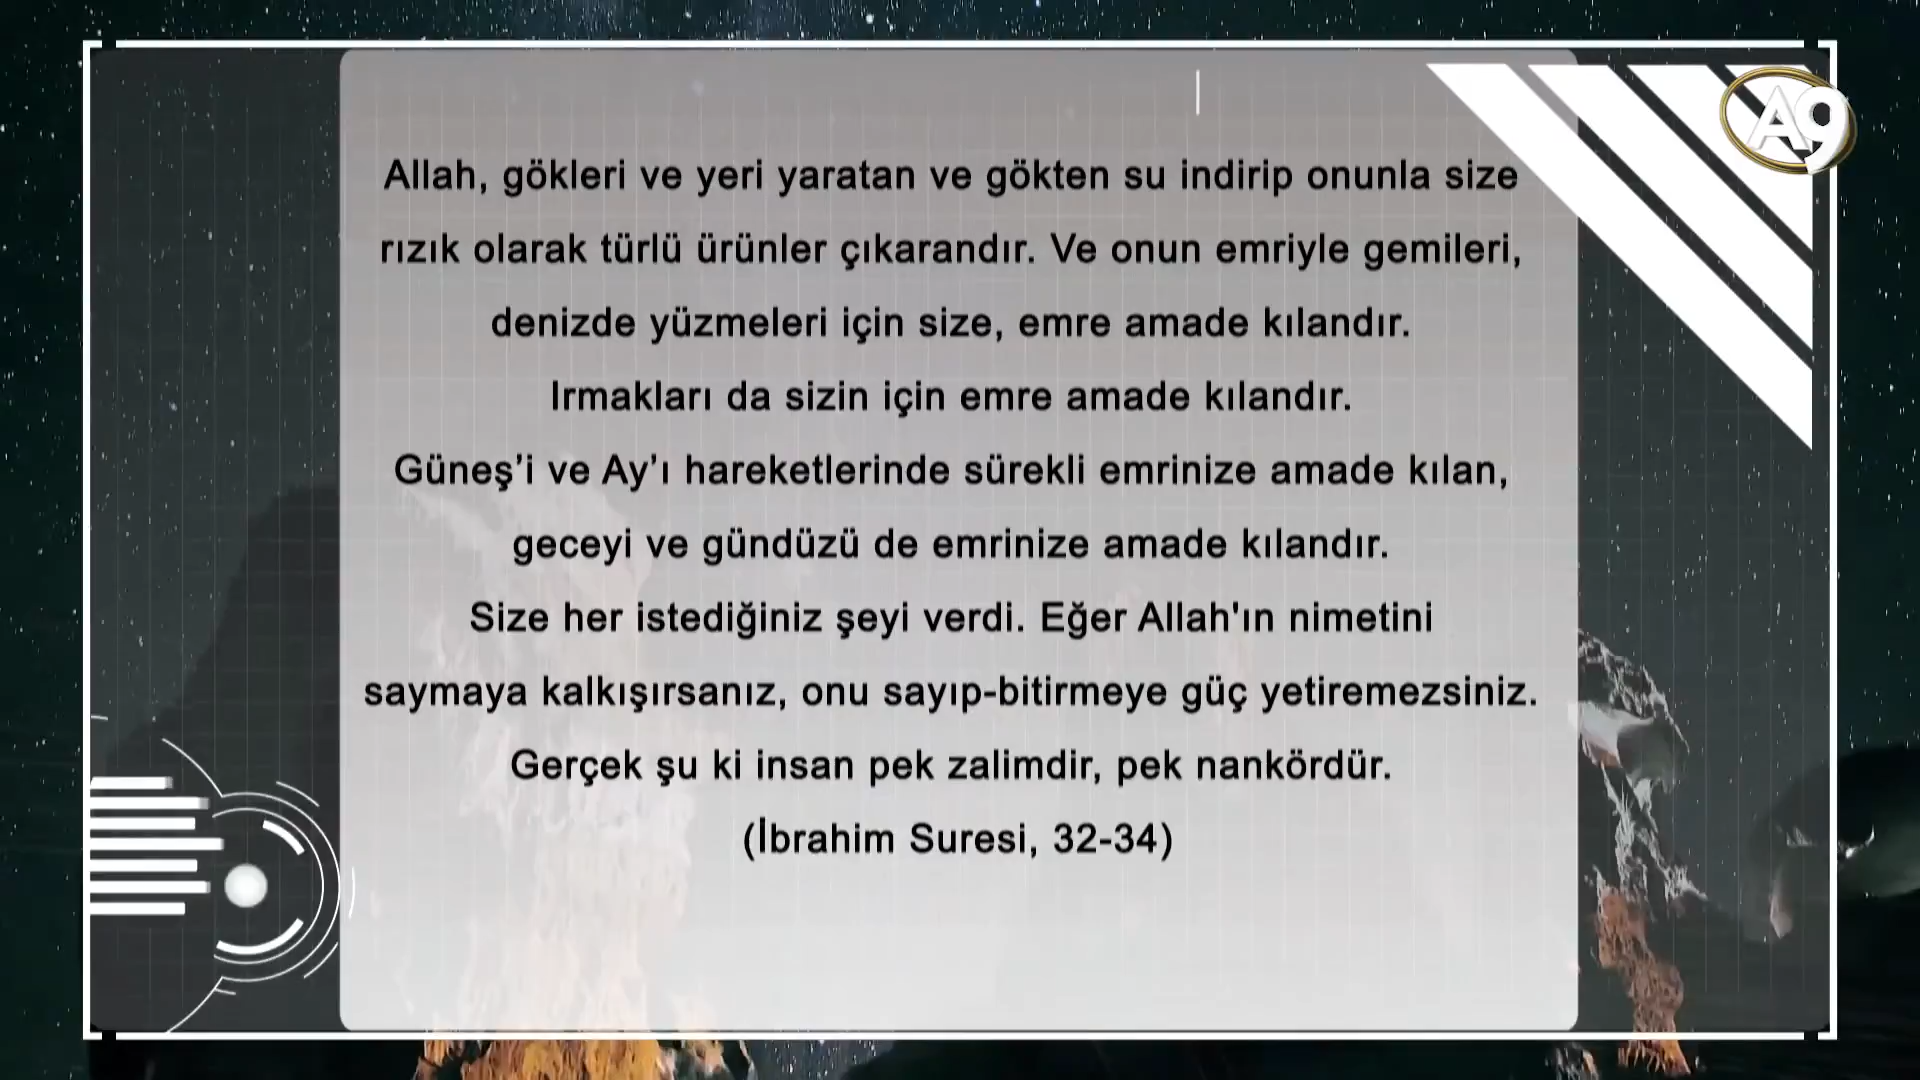 A9
Allah, gökleri ve yeri yaratan ve gökten su indirip onunla size
rızık olarak türlü ürünler çıkarandır. Ve onun emriyle gemileri,
denizde yüzmeleri için size, emre amade kılandır.
Irmakları da sizin için emre amade kılandır.
Güneş’i ve Ay’ı hareketlerinde sürekli emrinize amade kılan,
geceyi ve gündüzü de emrinize amade kılandır.
Size her istediğiniz şeyi verdi. Eğer Allah'ın nimetini
saymaya kalkışırsanız, onu sayıp-bitirmeye güç yetiremezsiniz.
Gerçek şu ki insan pek zalimdir, pek nankördür.
(İbrahim Suresi, 32-34)